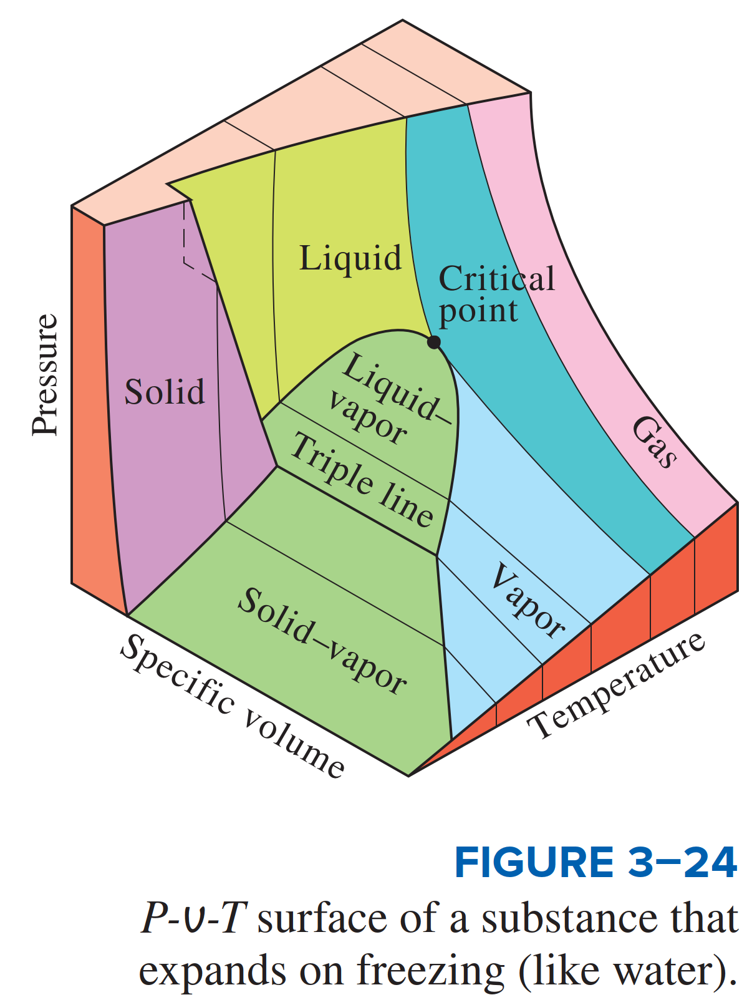 Liquid
Critical
point
Pressure
Solid
Liquid–
vapor
Gas
Triple line
Vapor
Solid–vapor
Specific volume
Temperature
FIGURE 3–24
P-υ-T surface of a substance that
expands on freezing (like water).